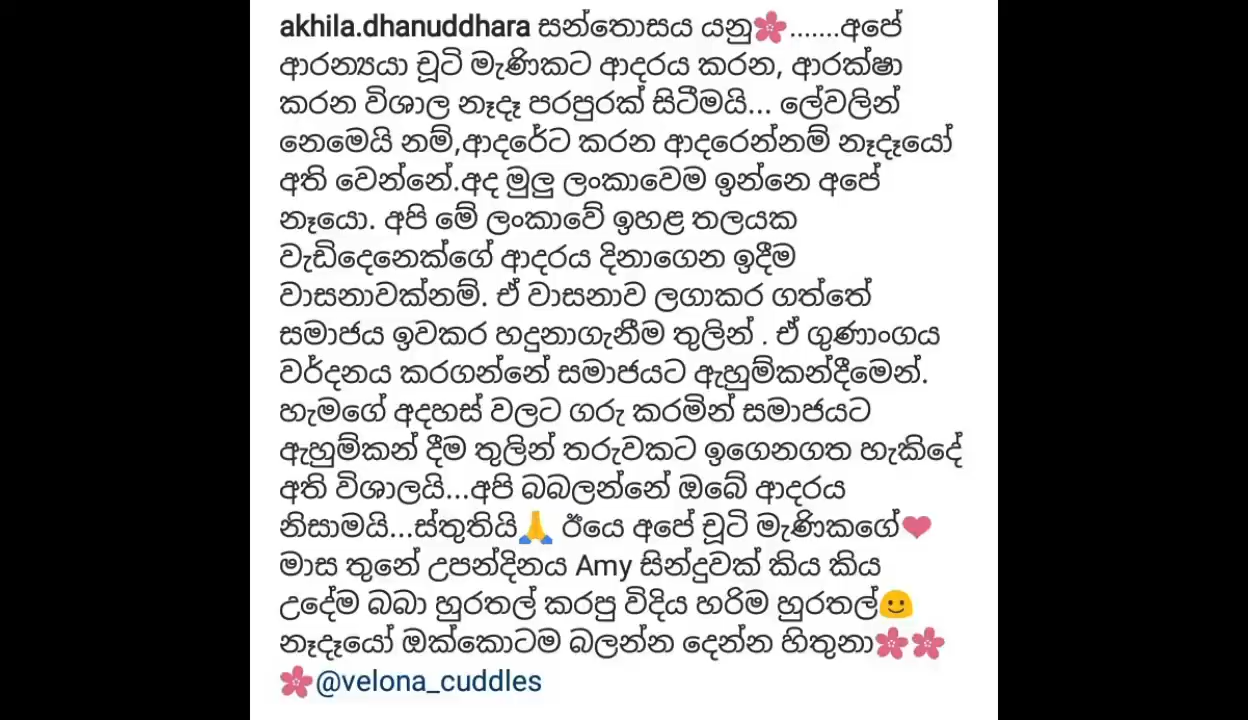 akhila.dhanuddhara සන්තොසය යනු🌸.......අපේ
ආරන්‍යයා චූටි මැණිකට ආදරය කරන, ආරක්ෂා
කරන විශාල නෑදෑ පරපුරක් සිටීමයි... ලේවලින්
නෙමෙයි නම්,ආදරේට කරන ආදරෙන්නම් නෑදෑයෝ
අති වෙන්නේ.අද මුලු ලංකාවෙම ඉන්නෙ අපේ
නෑයො. අපි මේ ලංකාවේ ඉහළ තලයක
වැඩිදෙනෙක්ගේ ආදරය දිනාගෙන ඉදීම
වාසනාවක්නම්. ඒ වාසනාව ලගාකර ගත්තේ
සමාජය ඉවකර හදුනාගැනීම තුලින් . ඒ ගුණාංගය
වර්දනය කරගන්නේ සමාජයට ඇහුම්කන්දීමෙන්.
හැමගේ අදහස් වලට ගරු කරමින් සමාජයට
ඇහුම්කන් දීම තුලින් තරුවකට ඉගෙනගත හැකිදේ
අති විශාලයි...අපි බබලන්නේ ඔබේ ආදරය
නිසාමයි...ස්තුතියි🙏 ඊයෙ අපේ චූටි මැණිකගේ❤
මාස තුනේ උපන්දිනය Amy සින්දුවක් කිය කිය
උදේම බබා හුරතල් කරපු විදිය හරිම හුරතල්🙂
නෑදෑයෝ ඔක්කොටම බලන්න දෙන්න හිතුනා🌸🌸
🌸@velona_cuddles